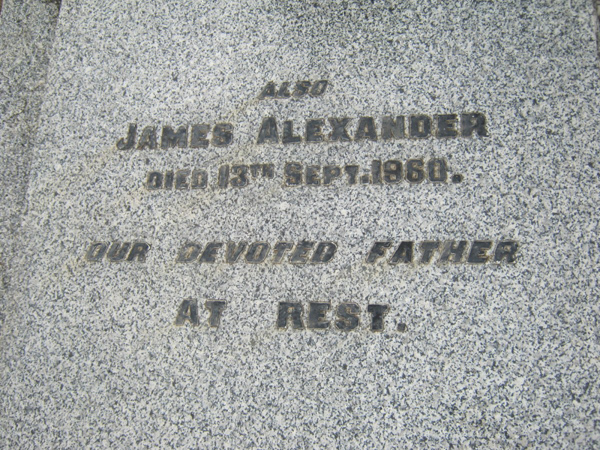 ALSO
JAMES ALEXANDER
DIED 13TH SEPT. 1960.
OUR DEVOTED FATHER
AT REST.